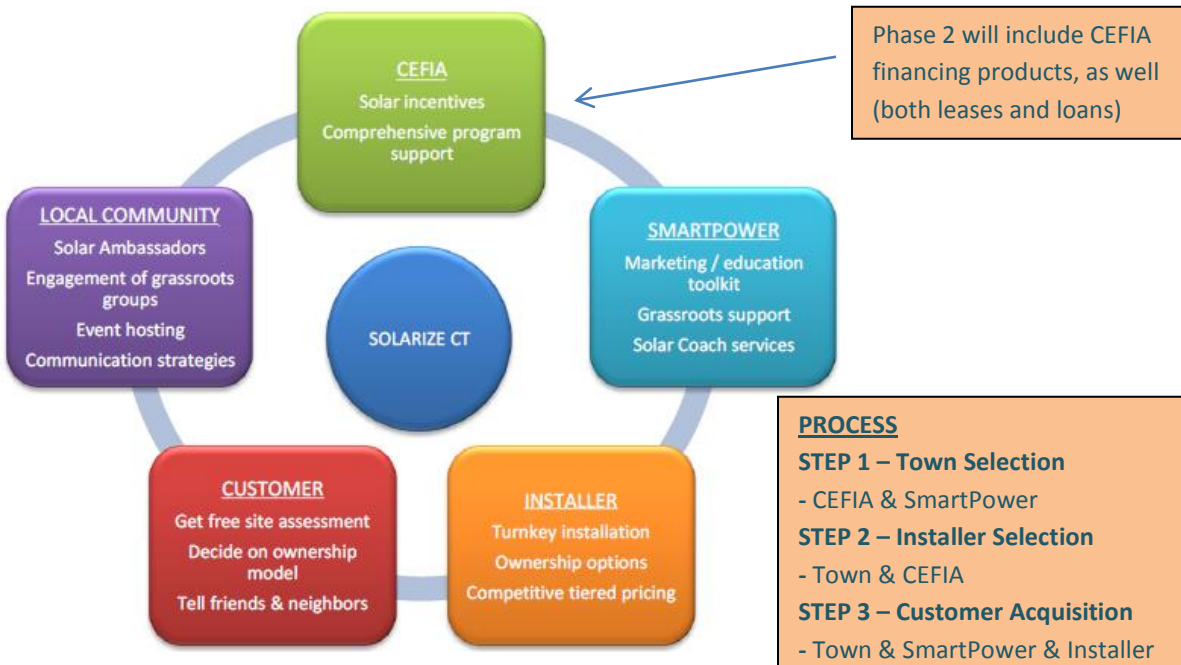 CEFIA
Solar incentives
Comprehensive program
support
Phase 2 will include CEFIA
financing products, as well
(both leases and loans)
LOCAL COMMUNITY
Solar Ambassadors
Engagement of grassroots
groups
Event hosting
Communication strategies
SMARTPOWER
Marketing / education
toolkit
Grassroots support
Solar Coach services
SOLARIZE CT
CUSTOMER
Get free site assessment
Decide on ownership
model
Tell friends & neighbors
INSTALLER
Turnkey installation
Ownership options
Competitive tiered pricing
PROCESS
STEP 1 – Town Selection
- CEFIA & SmartPower
STEP 2 – Installer Selection
- Town & CEFIA
STEP 3 – Customer Acquisition
- Town & SmartPower & Installer